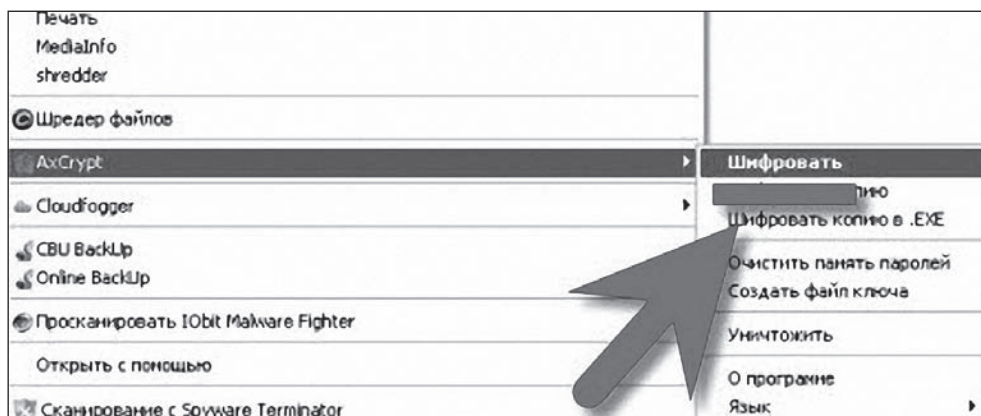 Печать
MediaInfo
shredder
Шредер файлов
AxCrypt
Cloudfogger
CBU BackUp
Online BackUp
Просканировать IObit Malware Fighter
Открыть с помощью
Сканирование с Spyware Terminator
Шифровать
Шифровать копию в .EXE
Очистить память паролей
Создать файл ключа
Уничтожить
О программе
Язык